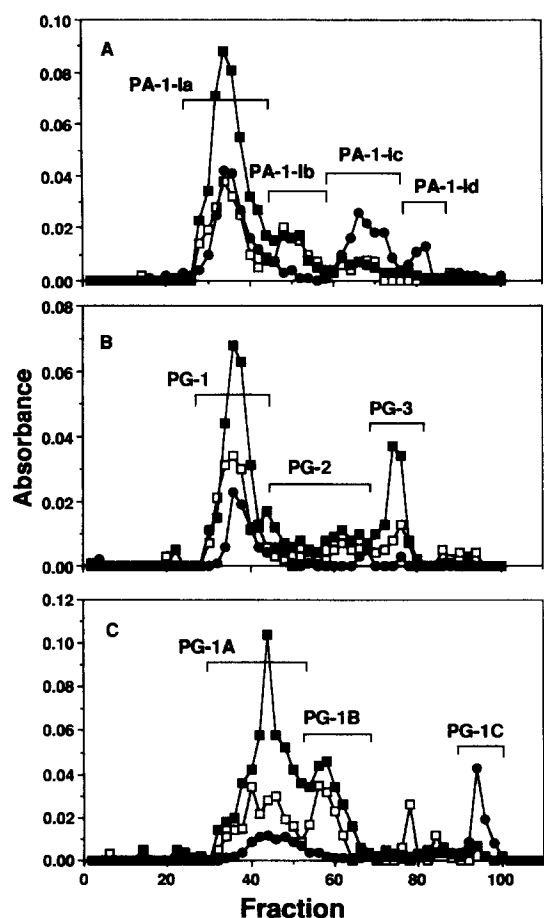 A
PA-1-Ia
PA-1-Ib
PA-1-Ic
PA-1-Id
0.10
0.08
0.06
0.04
0.02
0.00
B
PG-1
PG-2
PG-3
0.08
0.06
0.04
0.02
0.00
Absorbance
C
PG-1A
PG-1B
PG-1C
0.12
0.10
0.08
0.06
0.04
0.02
0.00
0 20 40 60 80 100
Fraction